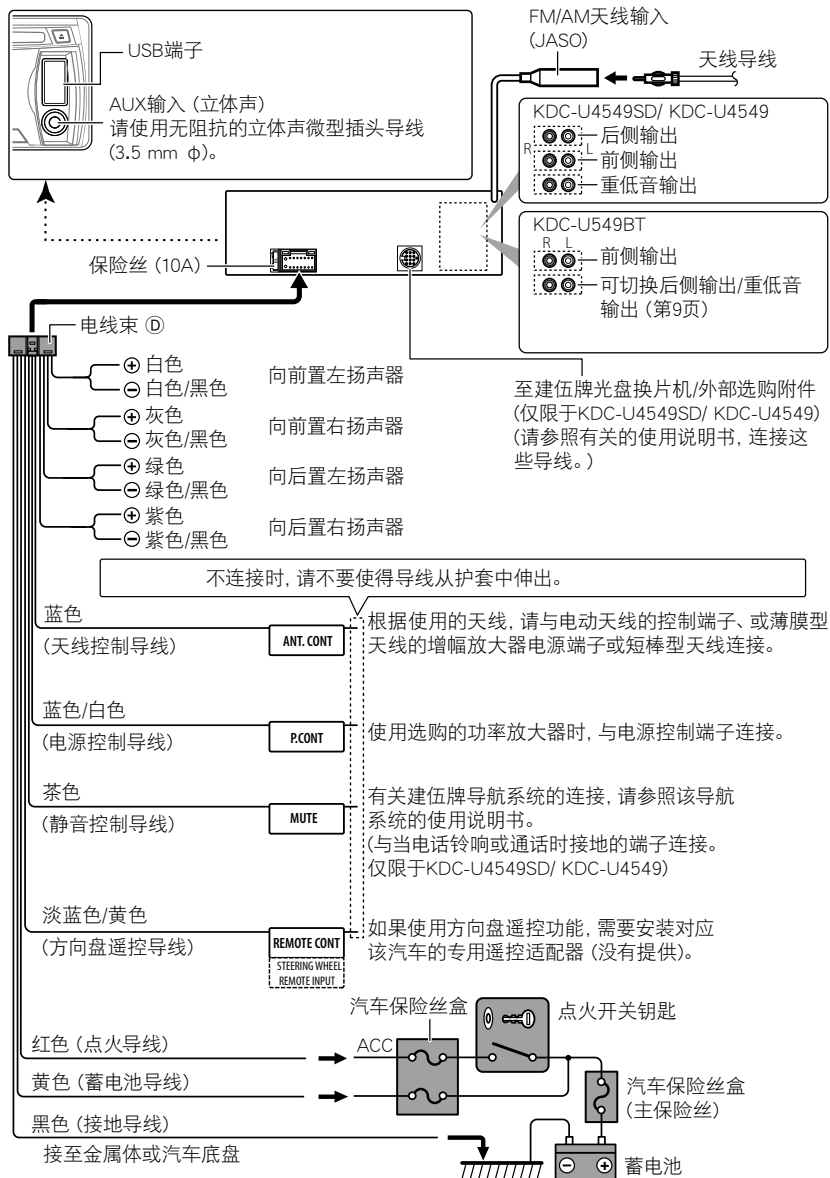 USB端子
AUX输入 (立体声)
请使用无阻抗的立体声微型插头导线
(3.5 mm φ)。
FM/AM天线输入
(JASO)
天线导线
KDC-U4549SD/ KDC-U4549
R
L
后侧输出
前侧输出
重低音输出
KDC-U549BT
R L
前侧输出
可切换后侧输出/重低音
输出 (第9页)
保险丝 (10A)
电线束 Ⓓ
至建伍牌光盘换片机/外部选购附件
(仅限于KDC-U4549SD/ KDC-U4549)
(请参照有关的使用说明书, 连接这
些导线。)
⊕ 白色
⊖ 白色/黑色
向前置左扬声器
⊕ 灰色
⊖ 灰色/黑色
向前置右扬声器
⊕ 绿色
⊖ 绿色/黑色
向后置左扬声器
⊕ 紫色
⊖ 紫色/黑色
向后置右扬声器
不连接时, 请不要使得导线从护套中伸出。
蓝色
(天线控制导线)
ANT. CONT
根据使用的天线, 请与电动天线的控制端子、或薄膜型
天线的增幅放大器电源端子或短棒型天线连接。
蓝色/白色
(电源控制导线)
P.CONT
使用选购的功率放大器时, 与电源控制端子连接。
茶色
(静音控制导线)
MUTE
有关建伍牌导航系统的连接, 请参照该导航
系统的使用说明书。
(与当电话铃响或通话时接地的端子连接。
仅限于KDC-U4549SD/ KDC-U4549)
淡蓝色/黄色
(方向盘遥控导线)
REMOTE CONT
STEERING WHEEL
REMOTE INPUT
如果使用方向盘遥控功能, 需要安装对应
该汽车的专用遥控适配器 (没有提供)。
汽车保险丝盒
点火开关钥匙
红色 (点火导线)
ACC
黄色 (蓄电池导线)
汽车保险丝盒
(主保险丝)
黑色 (接地导线)
接至金属体或汽车底盘
⊖ ⊕
蓄电池